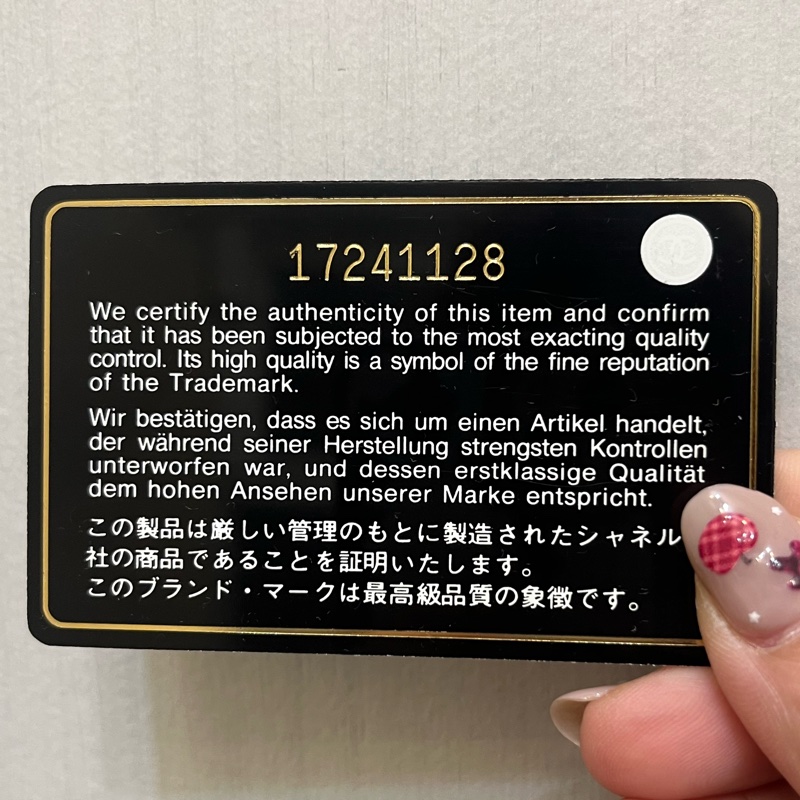 17241128
We certify the authenticity of this item and confirm
that it has been subjected to the most exacting quality
control. Its high quality is a symbol of the fine reputation
of the Trademark.
Wir bestätigen, dass es sich um einen Artikel handelt,
der während seiner Herstellung strengsten Kontrollen
unterworfen war, und dessen erstklassige Qualität
dem hohen Ansehen unserer Marke entspricht.
この製品は厳しい管理のもとに製造されたシャネル
社の商品であることを証明いたします。
このブランド・マークは最高級品質の象徴です。